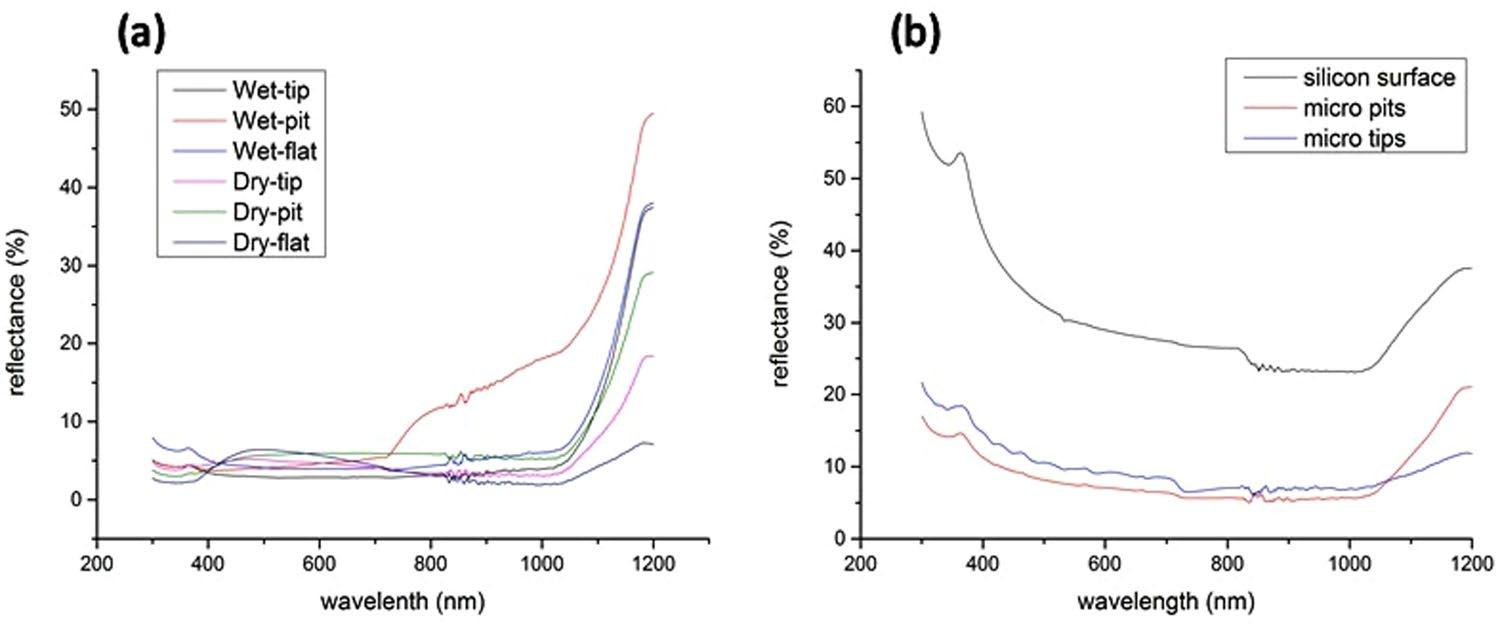 (a)
50
40
30
20
10
0
reflectance (%)
Wet-tip
Wet-pit
Wet-flat
Dry-tip
Dry-pit
Dry-flat
200 400 600 800 1000 1200
wavelenth (nm)
(b)
60
50
40
30
20
10
0
reflectance (%)
silicon surface
micro pits
micro tips
200 400 600 800 1000 1200
wavelength (nm)